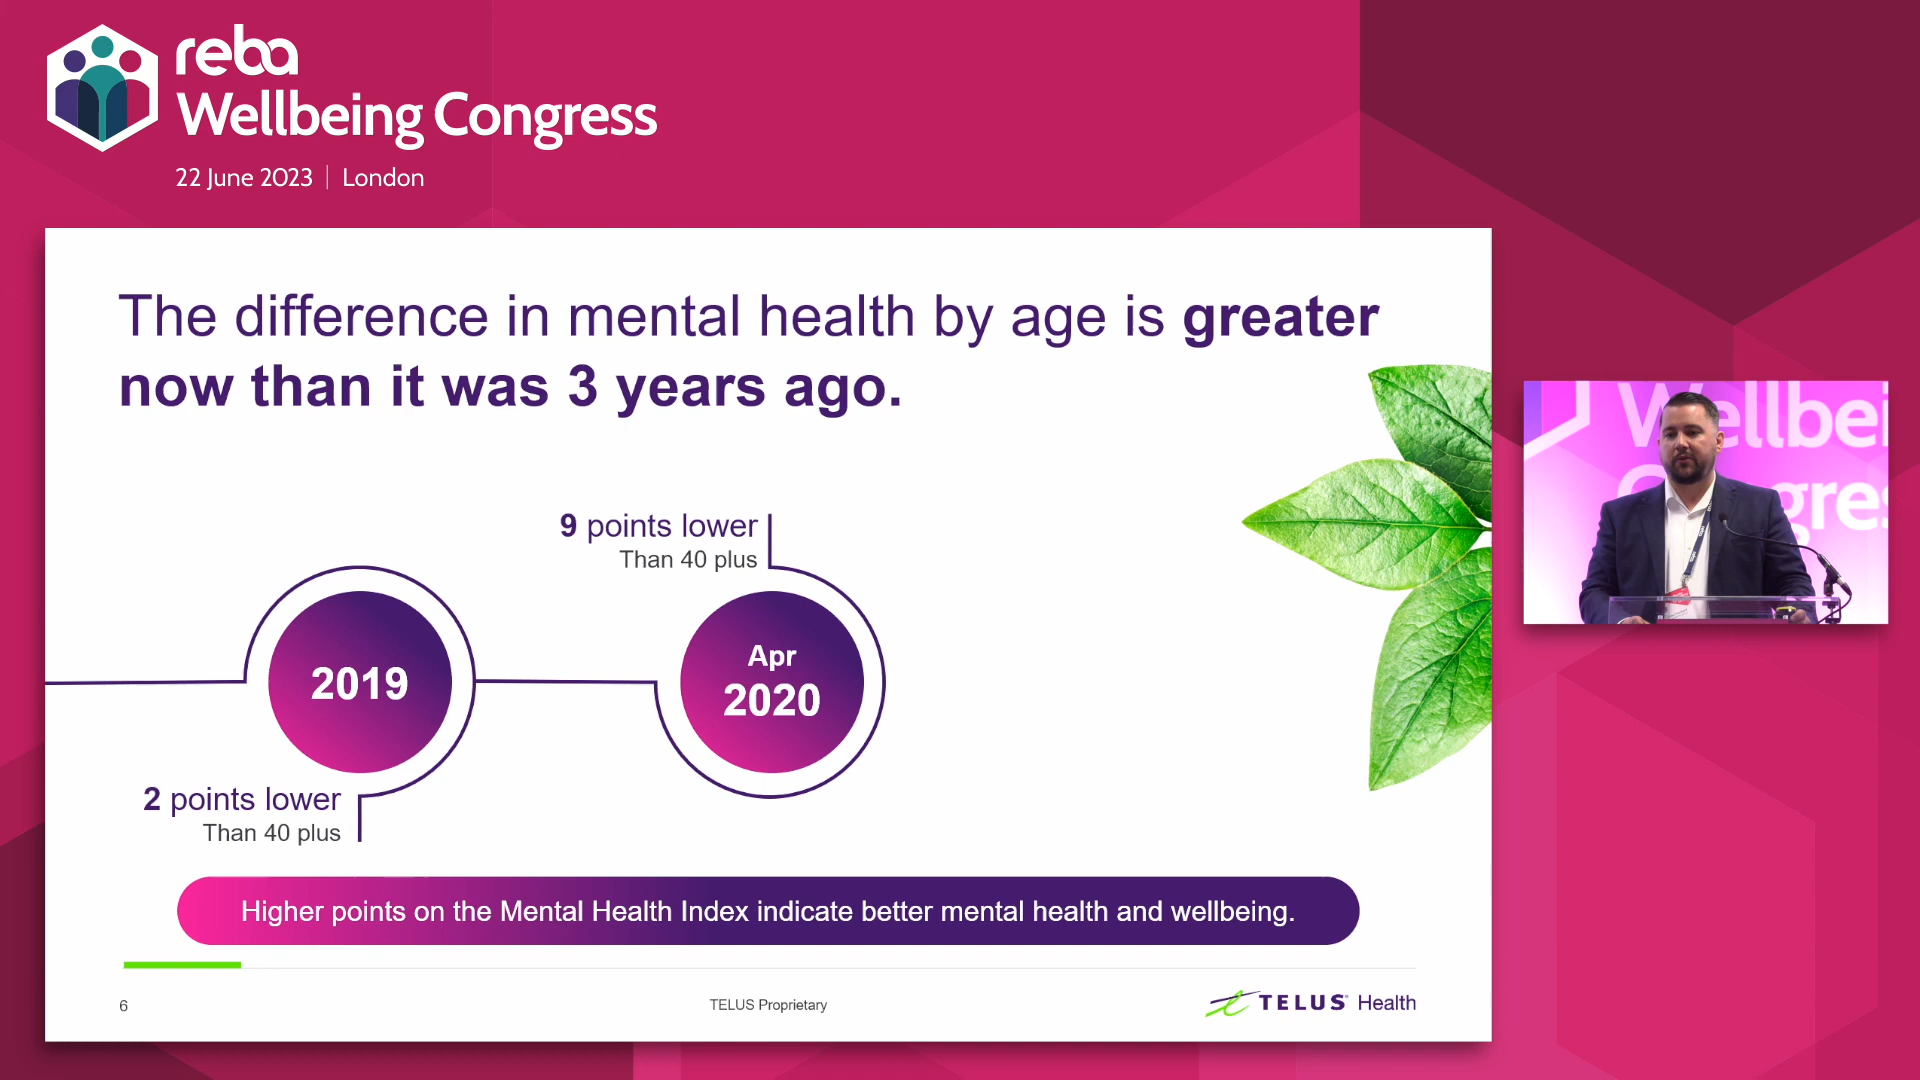 reba
Wellbeing Congress
22 June 2023 | London
The difference in mental health by age is greater
now than it was 3 years ago.
9 points lower
Than 40 plus
2019
Apr
2020
2 points lower
Than 40 plus
Higher points on the Mental Health Index indicate better mental health and wellbeing.
6
TELUS Proprietary
TELUS® Health
Wellbei
gres